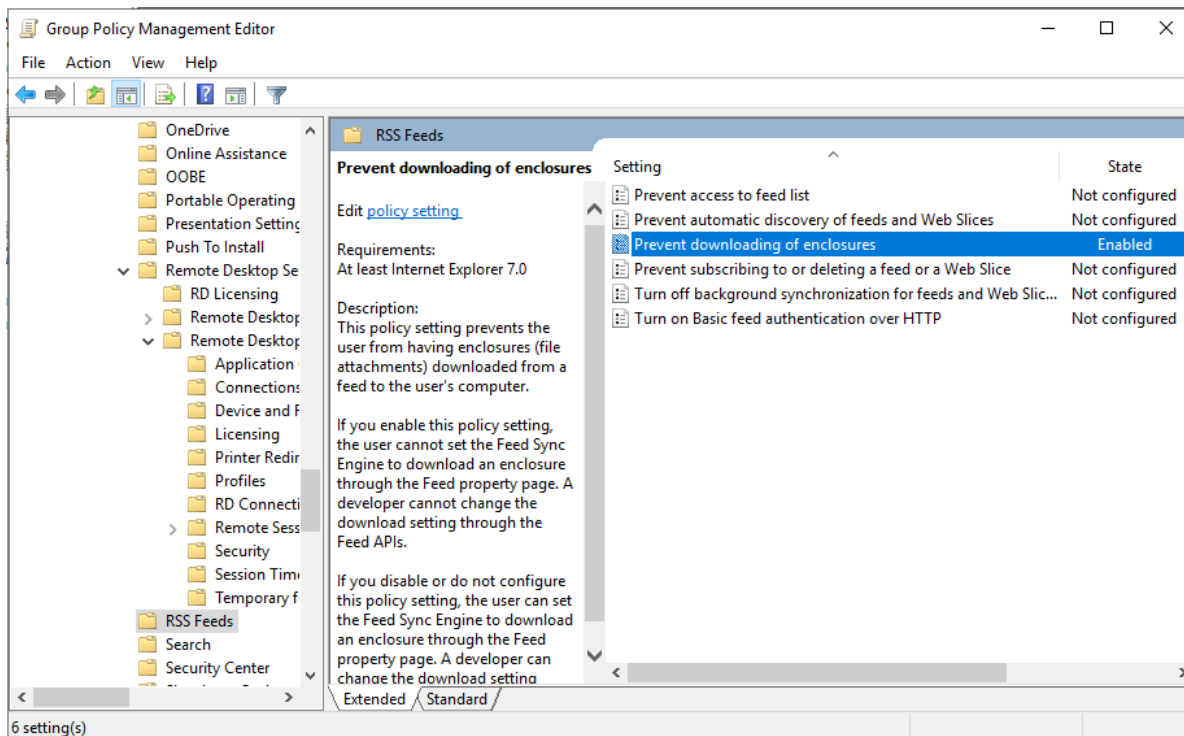 Group Policy Management Editor
File Action View Help
OneDrive
Online Assistance
OOBE
Portable Operating
Presentation Setting
Push To Install
Remote Desktop Se
RD Licensing
Remote Desktop
Remote Desktop
Application
Connections
Device and F
Licensing
Printer Redir
Profiles
RD Connecti
Remote Sess
Security
Session Time
Temporary f
RSS Feeds
Search
Security Center
RSS Feeds
Prevent downloading of enclosures
Edit policy setting
Requirements:
At least Internet Explorer 7.0
Description:
This policy setting prevents the
user from having enclosures (file
attachments) downloaded from a
feed to the user's computer.
If you enable this policy setting,
the user cannot set the Feed Sync
Engine to download an enclosure
through the Feed property page. A
developer cannot change the
download setting through the
Feed APIs.
If you disable or do not configure
this policy setting, the user can set
the Feed Sync Engine to download
an enclosure through the Feed
property page. A developer can
change the download setting
Setting State
Prevent access to feed list Not configured
Prevent automatic discovery of feeds and Web Slices Not configured
Prevent downloading of enclosures Enabled
Prevent subscribing to or deleting a feed or a Web Slice Not configured
Turn off background synchronization for feeds and Web Slic... Not configured
Turn on Basic feed authentication over HTTP Not configured
Extended Standard
6 setting(s)